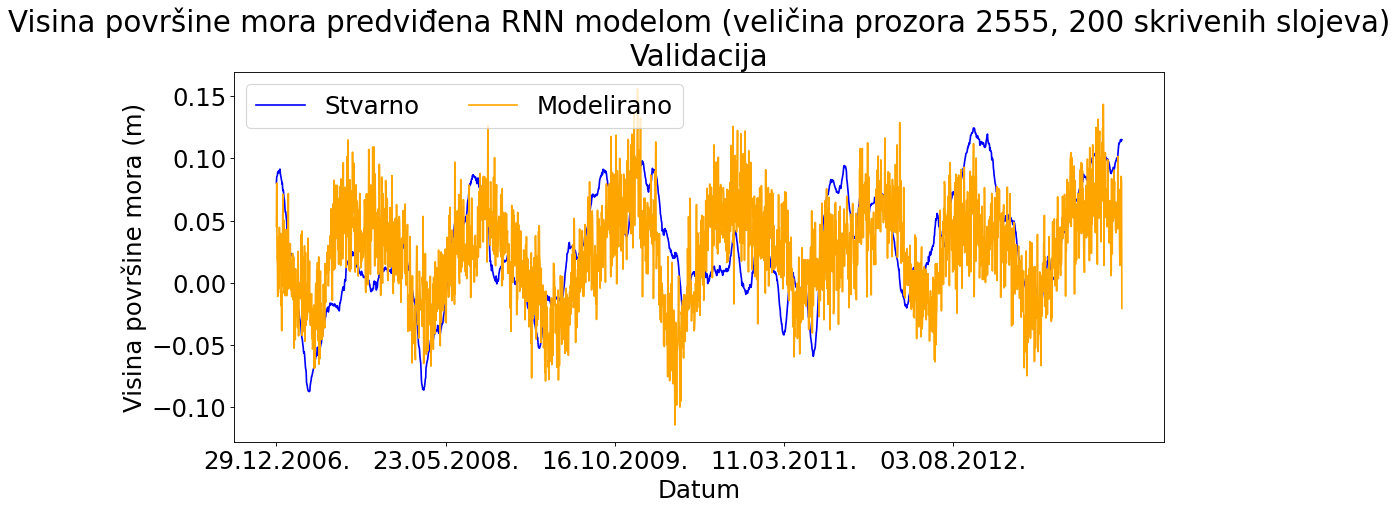 Visina površine mora predviđena RNN modelom (veličina prozora 2555, 200 skrivenih slojeva)
Validacija
Stvarno
Modelirano
Visina površine mora (m)
0.15
0.10
0.05
0.00
−0.05
−0.10
29.12.2006.
23.05.2008.
16.10.2009.
11.03.2011.
03.08.2012.
Datum